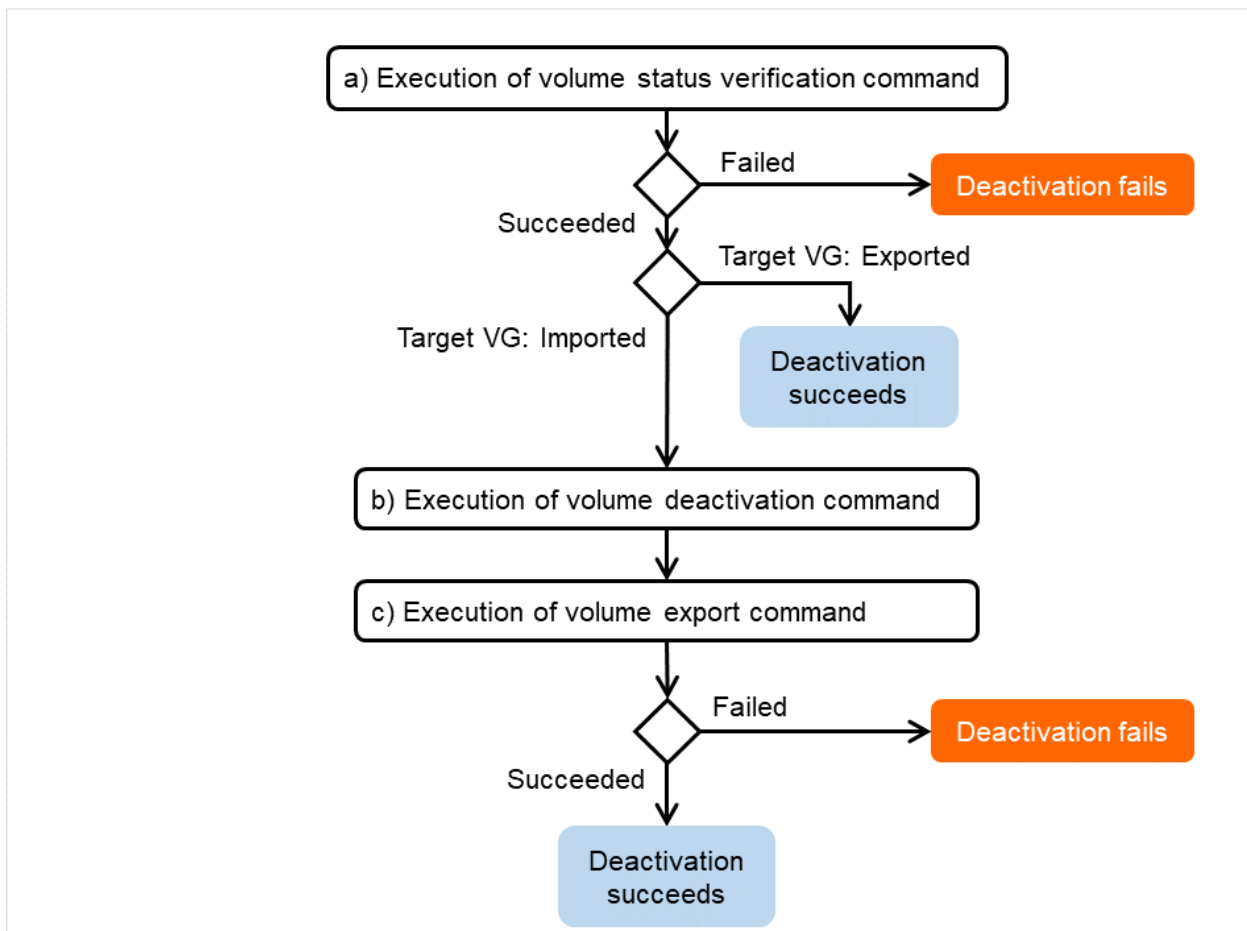 a) Execution of volume status verification command
Failed
Deactivation fails
Succeeded
Target VG: Exported
Target VG: Imported
Deactivation
succeeds
b) Execution of volume deactivation command
c) Execution of volume export command
Failed
Deactivation fails
Succeeded
Deactivation
succeeds